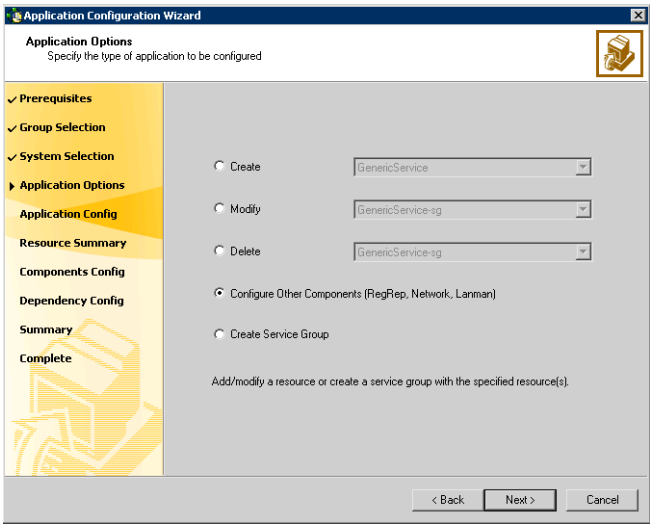 Application Configuration Wizard
Application Options
Specify the type of application to be configured
Prerequisites
Group Selection
System Selection
Application Options
Application Config
Resource Summary
Components Config
Dependency Config
Summary
Complete
Create GenericService
Modify GenericService-sg
Delete GenericService-sg
Configure Other Components (RegRep, Network, Lanman)
Create Service Group
Add/modify a resource or create a service group with the specified resource(s).
< Back Next > Cancel